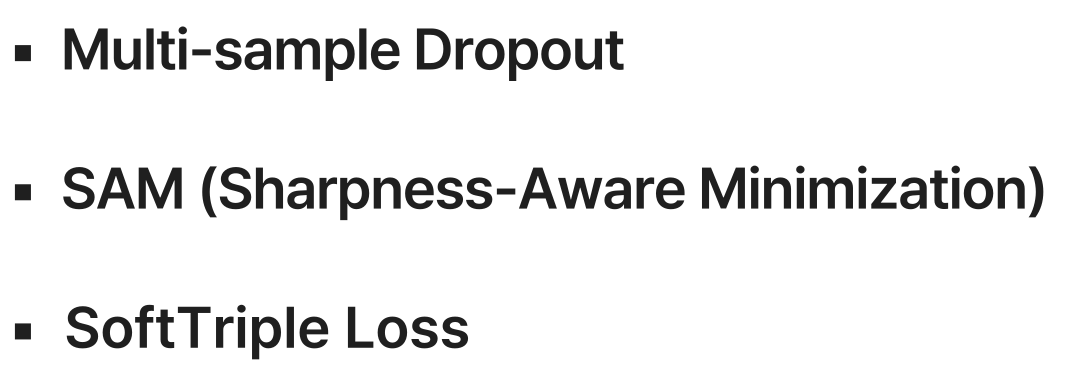 ▪ Multi-sample Dropout
▪ SAM (Sharpness-Aware Minimization)
▪ SoftTriple Loss